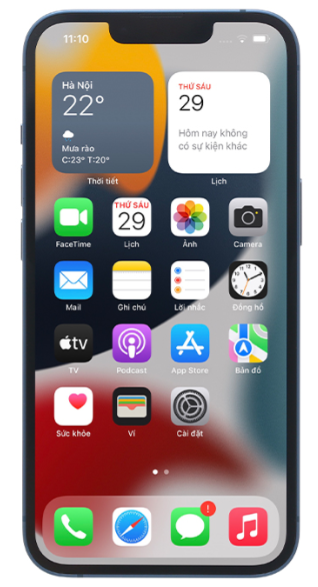 11:10
Hà Nội
22°
Mưa rào
C:23° T:20°
Thời tiết
THỨ SÁU
29
Hôm nay không
có sự kiện khác
Lịch
FaceTime
THỨ SÁU
29
Lịch
Ảnh
Camera
Mail
Ghi chú
Lời nhắc
Đồng hồ
tv
TV
Podcast
App Store
Bản đồ
Sức khỏe
Ví
Cài đặt
!